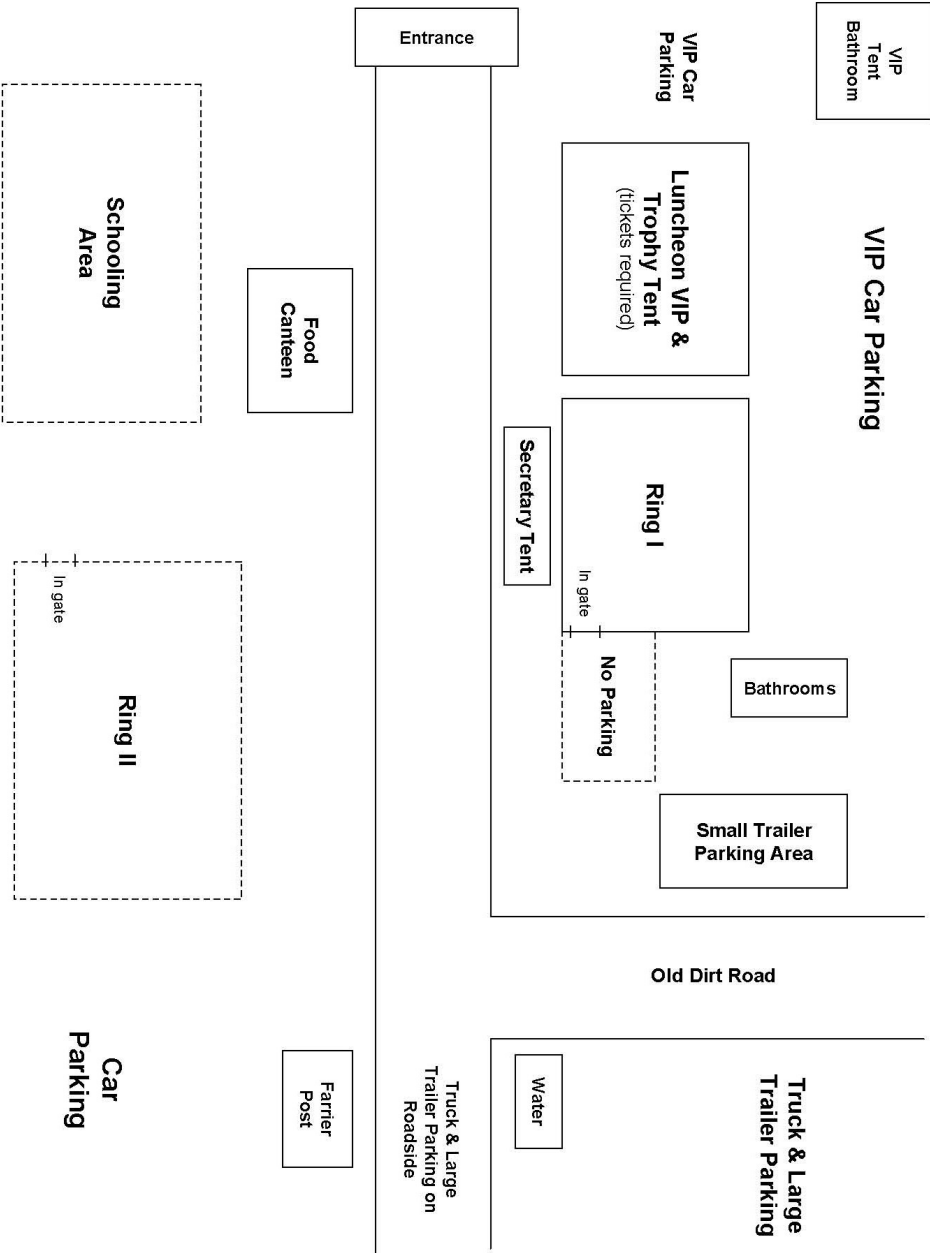 Entrance
VIP Car
Parking
VIP
Tent
Bathroom
Luncheon VIP &
Trophy Tent
(tickets required)
VIP Car Parking
Schooling
Area
Food
Canteen
Secretary Tent
Ring I
In gate
No Parking
Bathrooms
In gate
Ring II
Small Trailer
Parking Area
Old Dirt Road
Car
Parking
Farrier
Post
Truck & Large
Trailer Parking on
Roadside
Water
Truck & Large
Trailer Parking